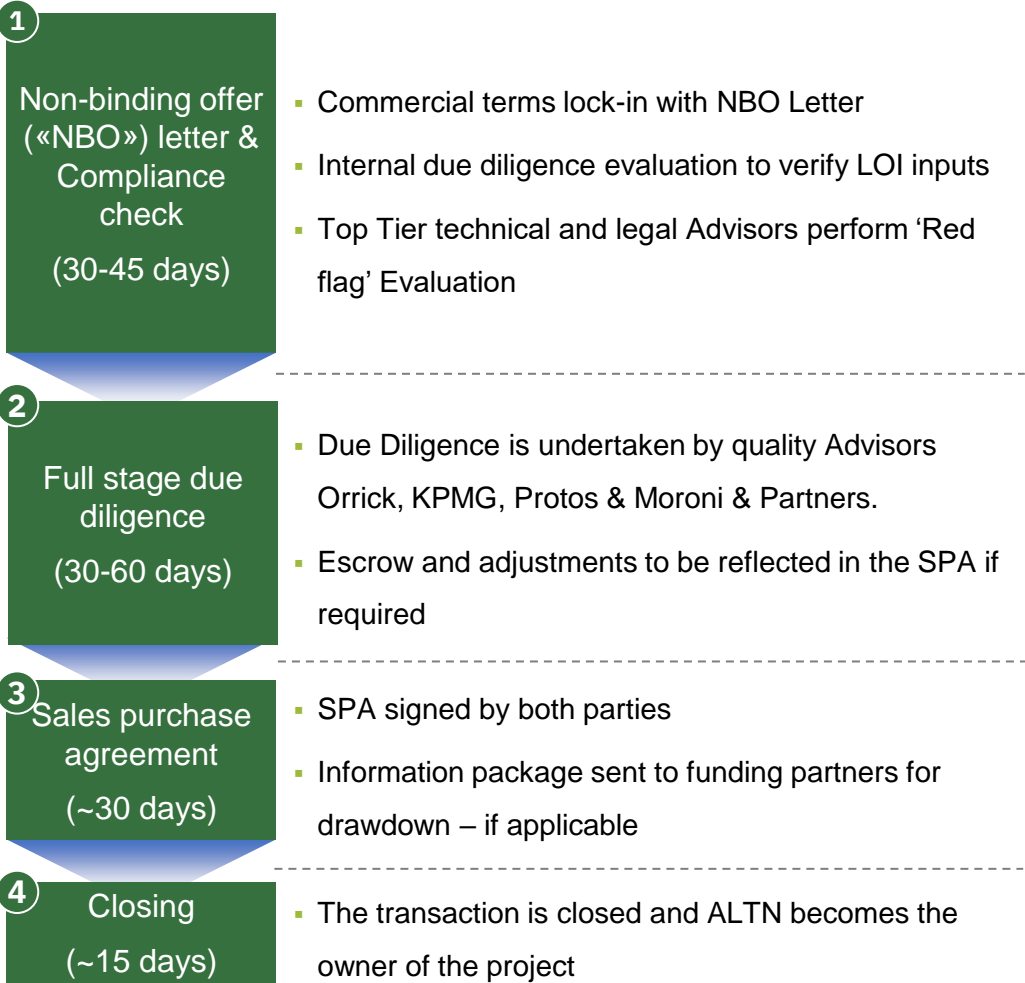 1
Non-binding offer
(«NBO») letter &
Compliance
check
(30-45 days)
▪ Commercial terms lock-in with NBO Letter
▪ Internal due diligence evaluation to verify LOI inputs
▪ Top Tier technical and legal Advisors perform ‘Red
flag’ Evaluation
2
Full stage due
diligence
(30-60 days)
▪ Due Diligence is undertaken by quality Advisors
Orrick, KPMG, Protos & Moroni & Partners.
▪ Escrow and adjustments to be reflected in the SPA if
required
3
Sales purchase
agreement
(~30 days)
▪ SPA signed by both parties
▪ Information package sent to funding partners for
drawdown – if applicable
4
Closing
(~15 days)
▪ The transaction is closed and ALTN becomes the
owner of the project